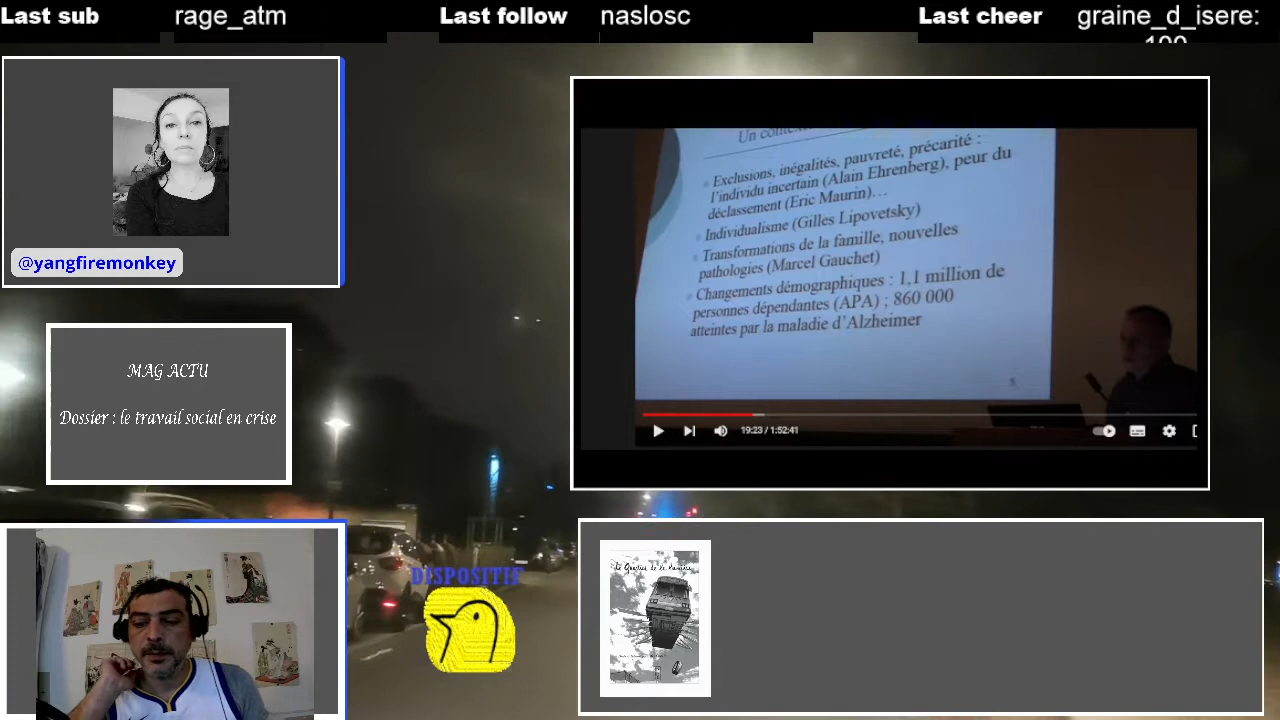 Last sub
rage_atm
Last follow
naslosc
Last cheer
graine_d_isere:
100
@yangfiremonkey
Exclusions, inégalités, pauvreté, précarité :
l'individu incertain (Alain Ehrenberg), peur du
déclassement (Eric Maurin)…
Individualisme (Gilles Lipovetsky)
Transformations de la famille, nouvelles
pathologies (Marcel Gauchet)
Changements démographiques : 1,1 million de
personnes dépendantes (APA) ; 860 000
atteintes par la maladie d'Alzheimer
5
19:23 / 1:52:41
MAG ACTU
Dossier : le travail social en crise
DISPOSITIF